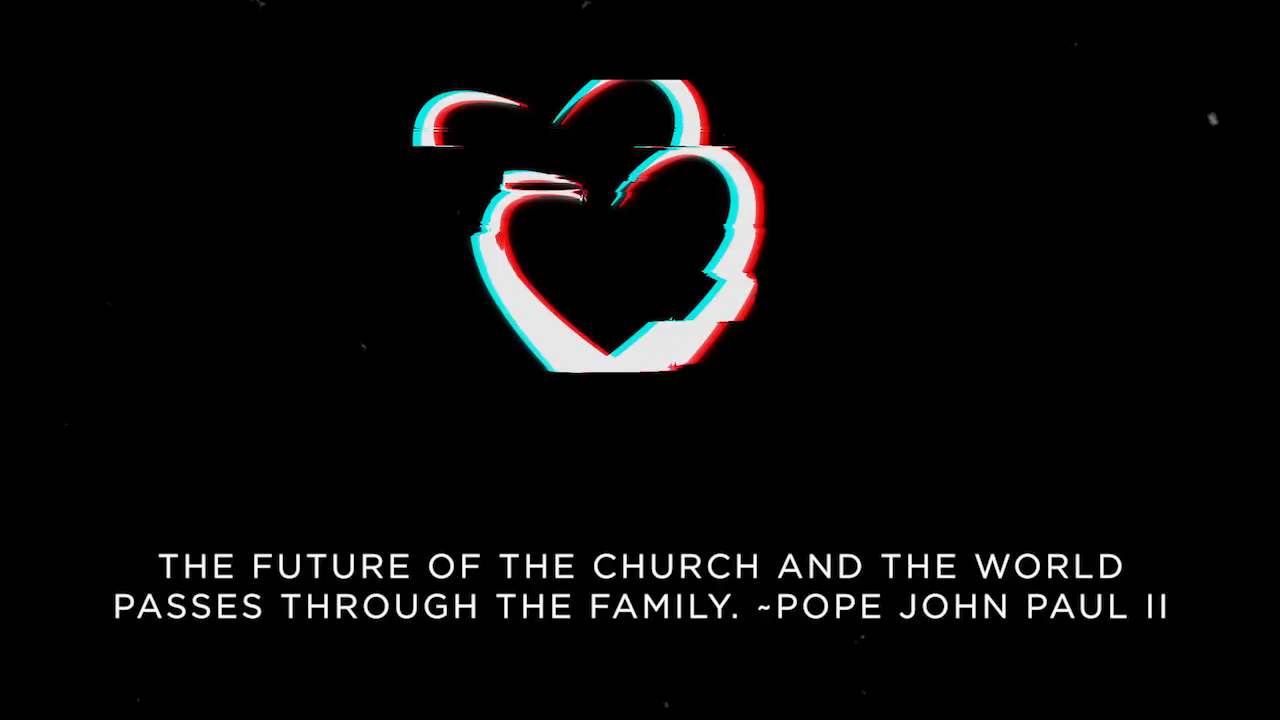 THE FUTURE OF THE CHURCH AND THE WORLD
PASSES THROUGH THE FAMILY. ~POPE JOHN PAUL II